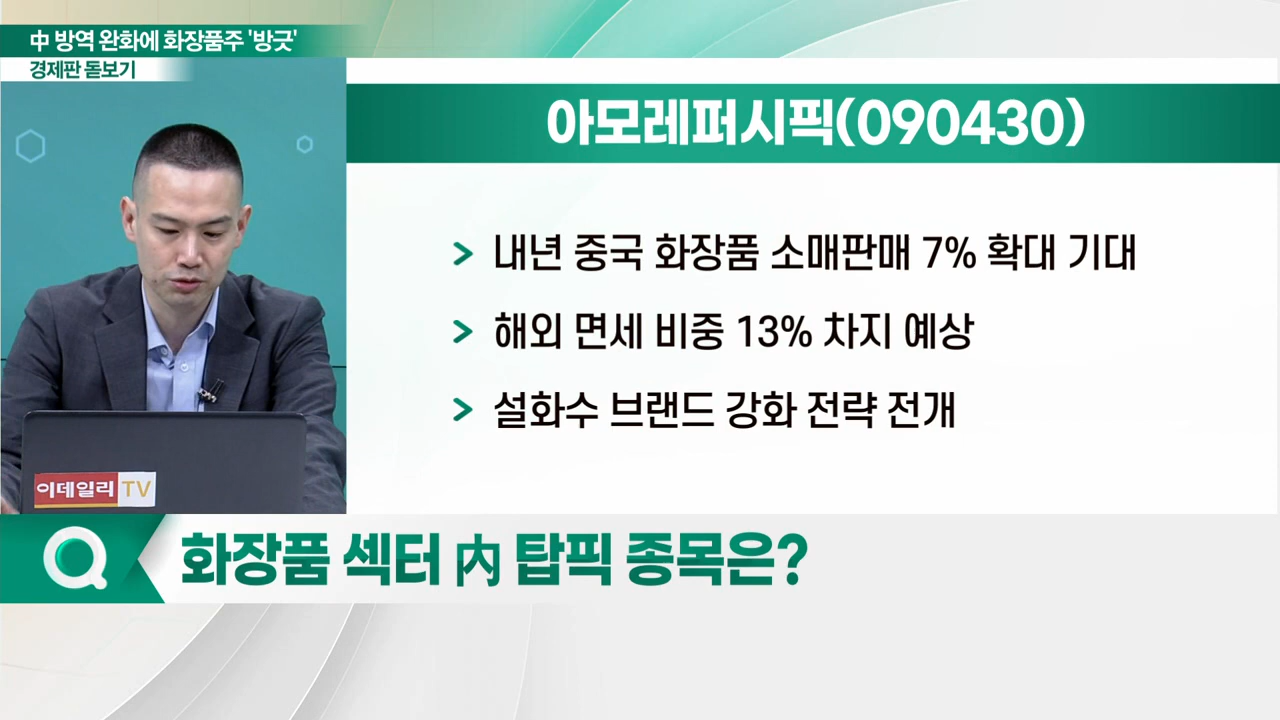 中 방역 완화에 화장품주 '방긋'
경제판 돋보기
아모레퍼시픽(090430)
> 내년 중국 화장품 소매판매 7% 확대 기대
> 해외 면세 비중 13% 차지 예상
> 설화수 브랜드 강화 전략 전개
이데일리 TV
Q 화장품 섹터 內 탑픽 종목은?